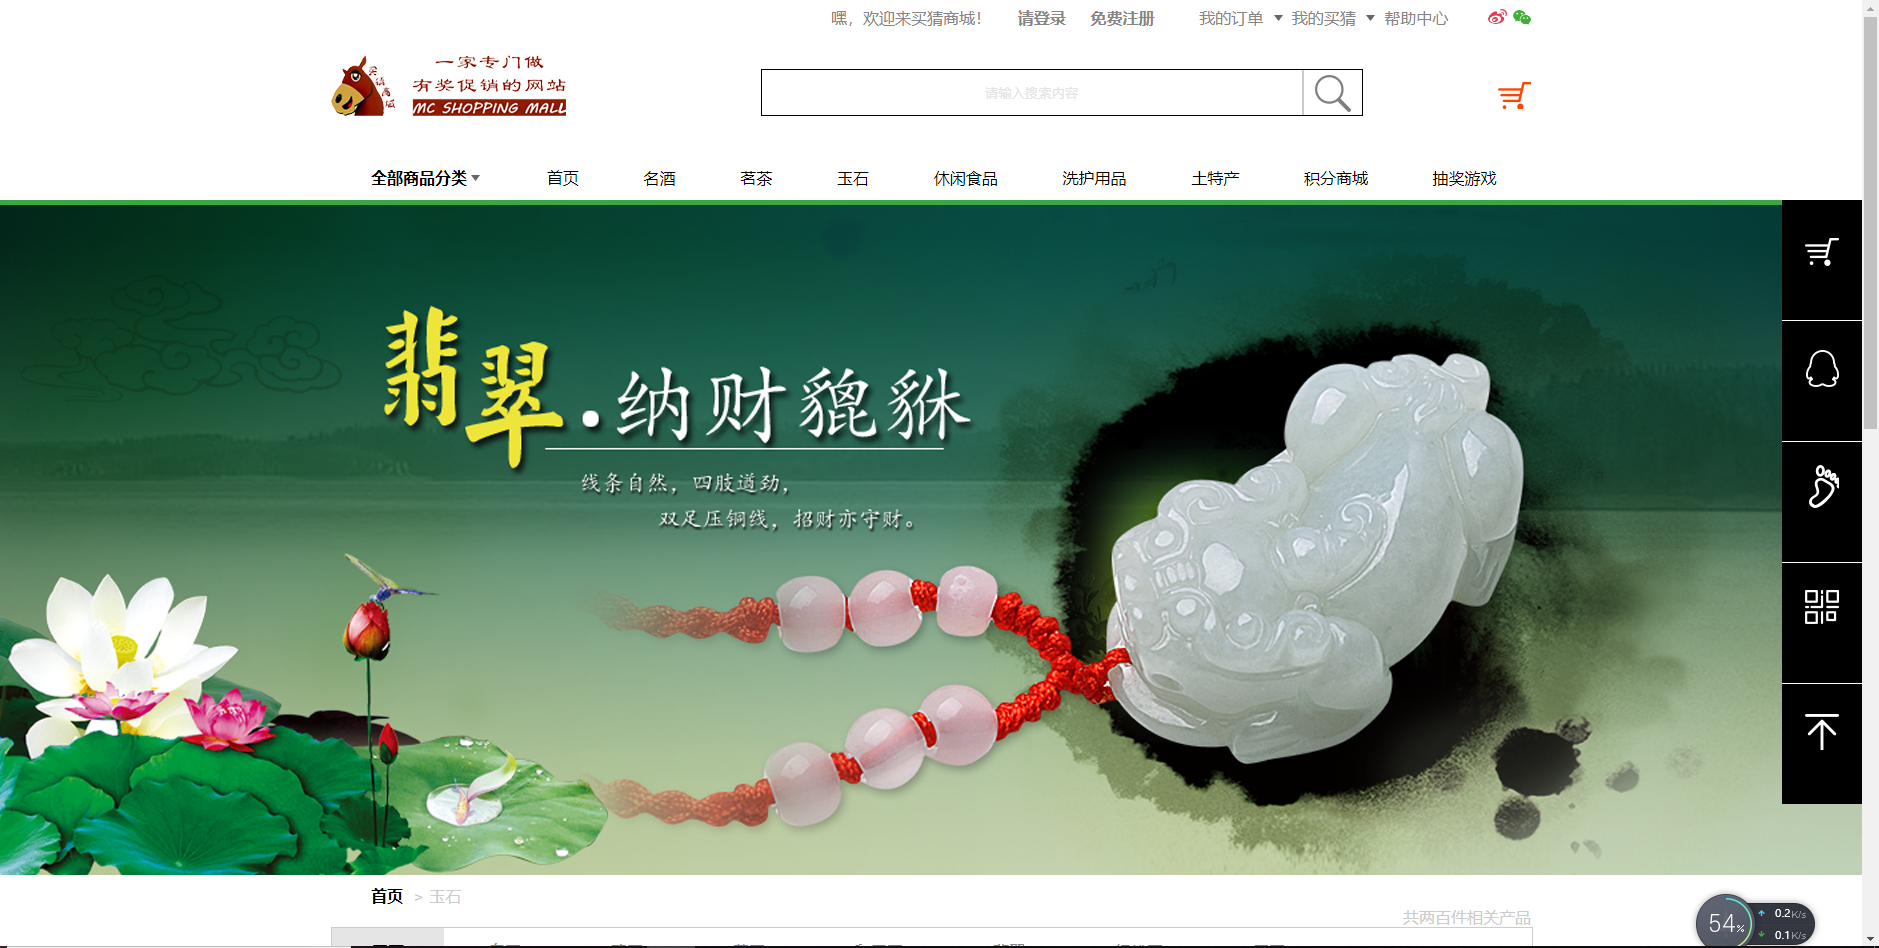 嘿，欢迎来买猜商城！ 请登录 免费注册 我的订单 我的买猜 帮助中心
买猜商城
一家专门做
有奖促销的网站
MC SHOPPING MALL
请输入搜索内容
全部商品分类 首页 名酒 茗茶 玉石 休闲食品 洗护用品 土特产 积分商城 抽奖游戏
翡翠·纳财貔貅
线条自然，四肢遒劲，
双足压铜线，招财亦守财。
首页 > 玉石
共两百件相关产品
54%
0.2K/s
0.1K/s